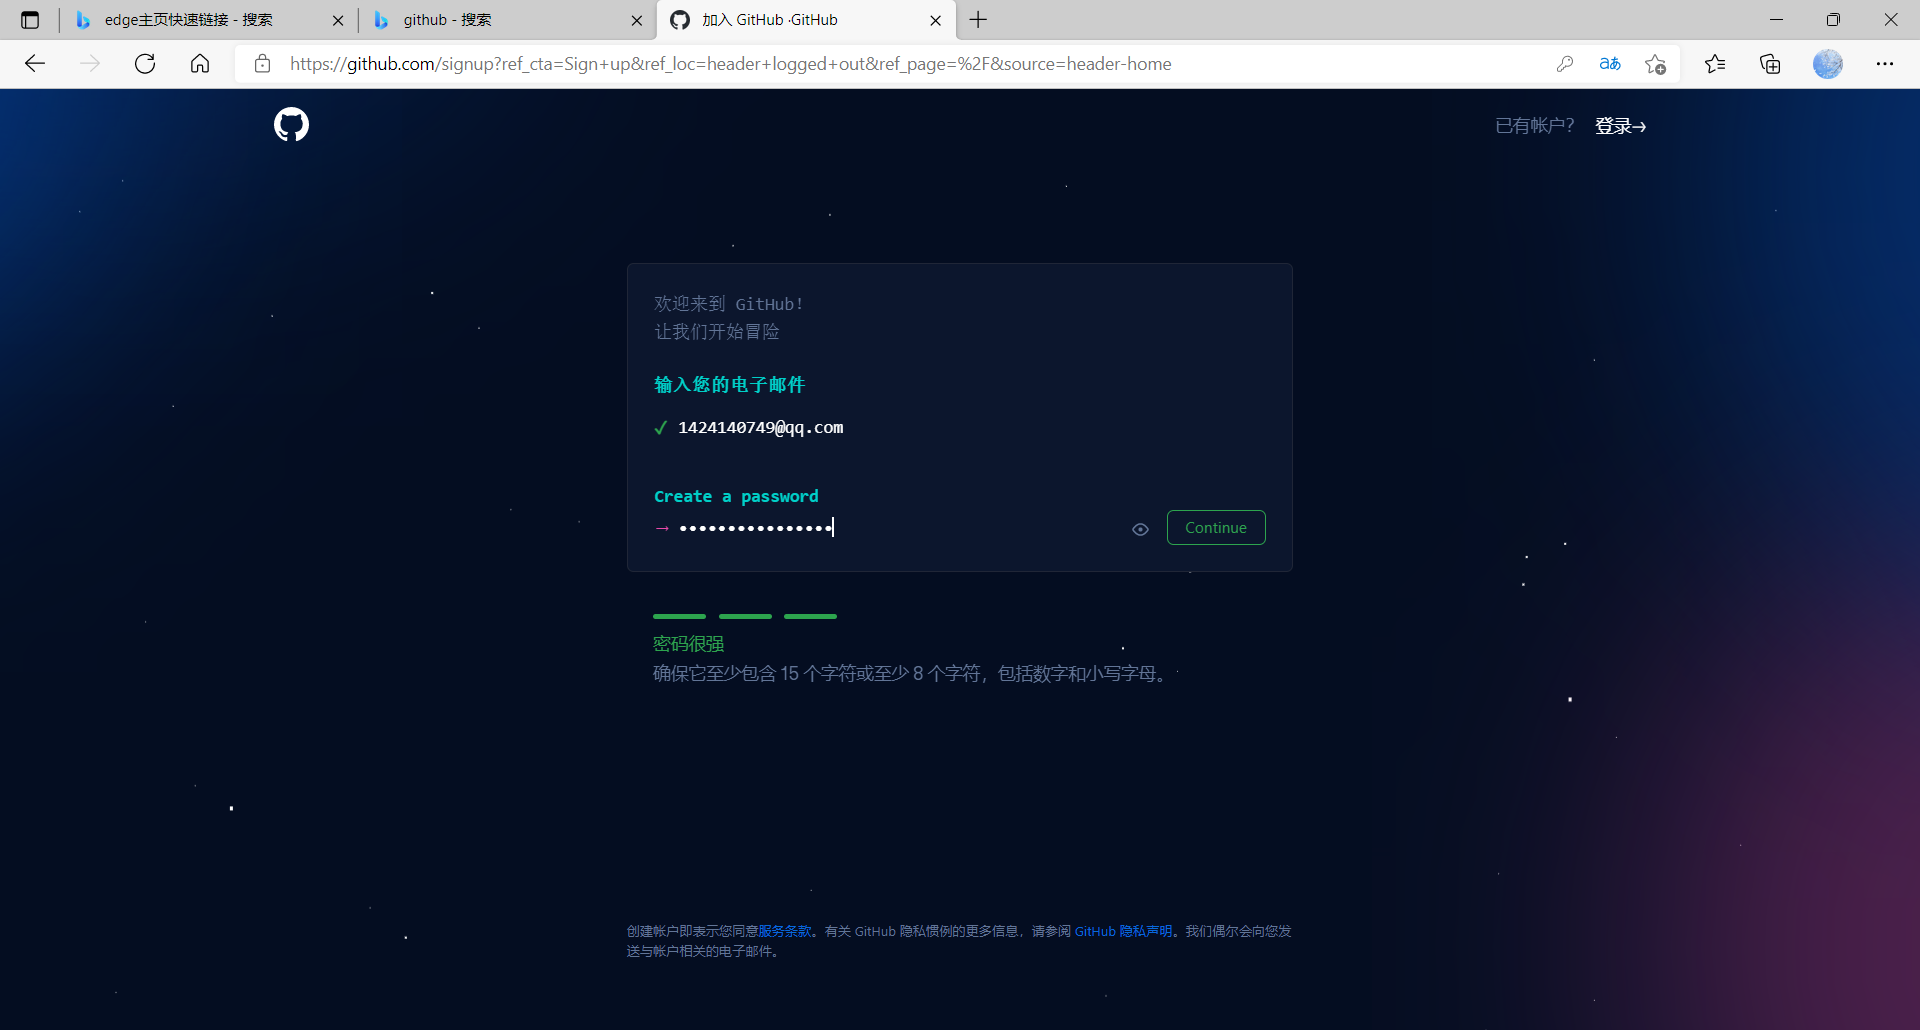 edge主页快速链接 - 搜索
github - 搜索
加入 GitHub ·GitHub
https://github.com/signup?ref_cta=Sign+up&ref_loc=header+logged+out&ref_page=%2F&source=header-home
aあ
已有帐户? 登录→
欢迎来到 GitHub!
让我们开始冒险
输入您的电子邮件
✓ 1424140749@qq.com
Create a password
→ ••••••••••••••••
Continue
密码很强
确保它至少包含 15 个字符或至少 8 个字符，包括数字和小写字母。
创建帐户即表示您同意服务条款。有关 GitHub 隐私惯例的更多信息，请参阅 GitHub 隐私声明。我们偶尔会向您发
送与帐户相关的电子邮件。